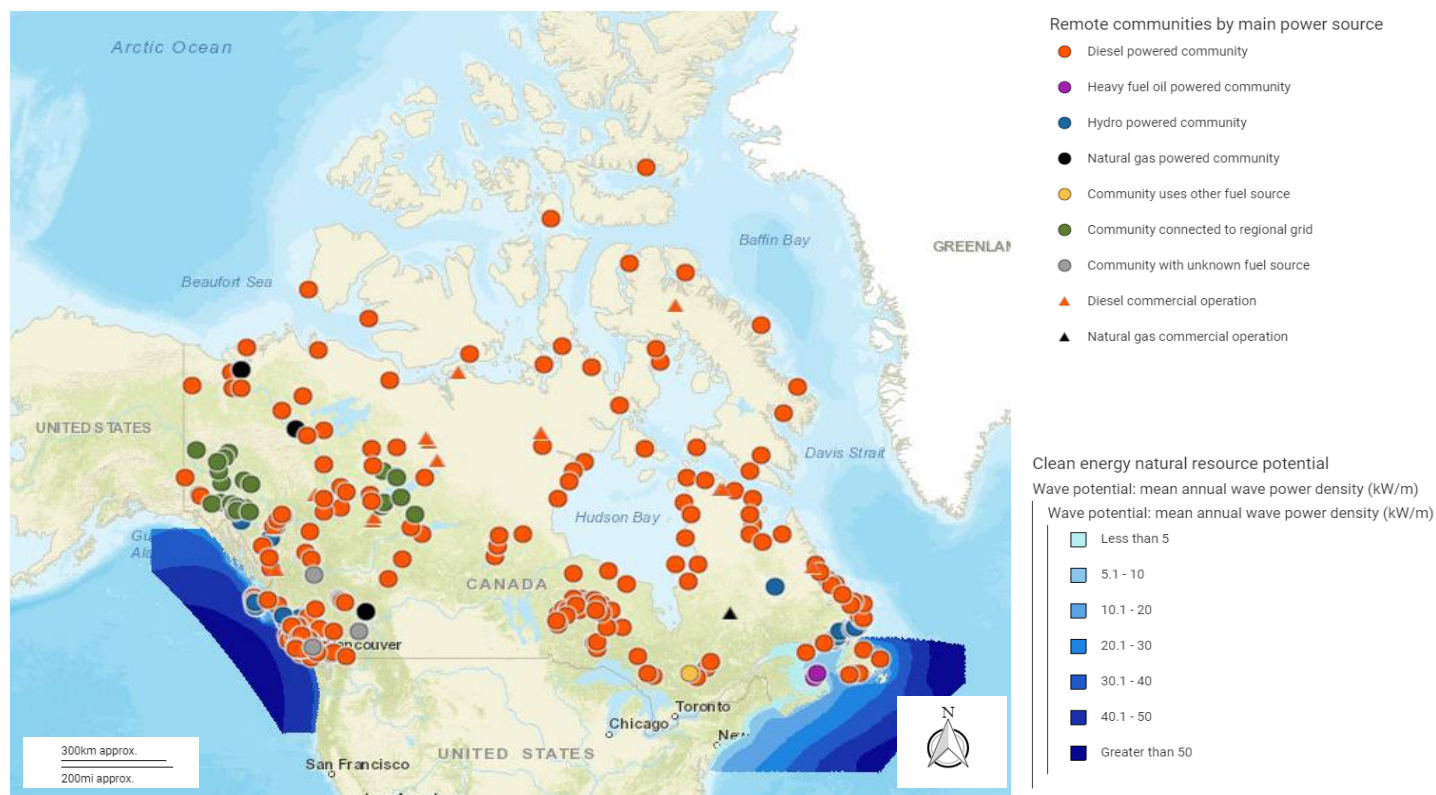 Arctic Ocean
Baffin Bay
GREENLAN
Beaufort Sea
UNITED STATES
Davis Strait
Hudson Bay
Gu
Ala
CANADA
ncouver
Toronto
Chicago
New
UNITED STATES
San Francisco
300km approx.
200mi approx.
N
Remote communities by main power source
Diesel powered community
Heavy fuel oil powered community
Hydro powered community
Natural gas powered community
Community uses other fuel source
Community connected to regional grid
Community with unknown fuel source
Diesel commercial operation
Natural gas commercial operation
Clean energy natural resource potential
Wave potential: mean annual wave power density (kW/m)
Wave potential: mean annual wave power density (kW/m)
Less than 5
5.1 - 10
10.1 - 20
20.1 - 30
30.1 - 40
40.1 - 50
Greater than 50